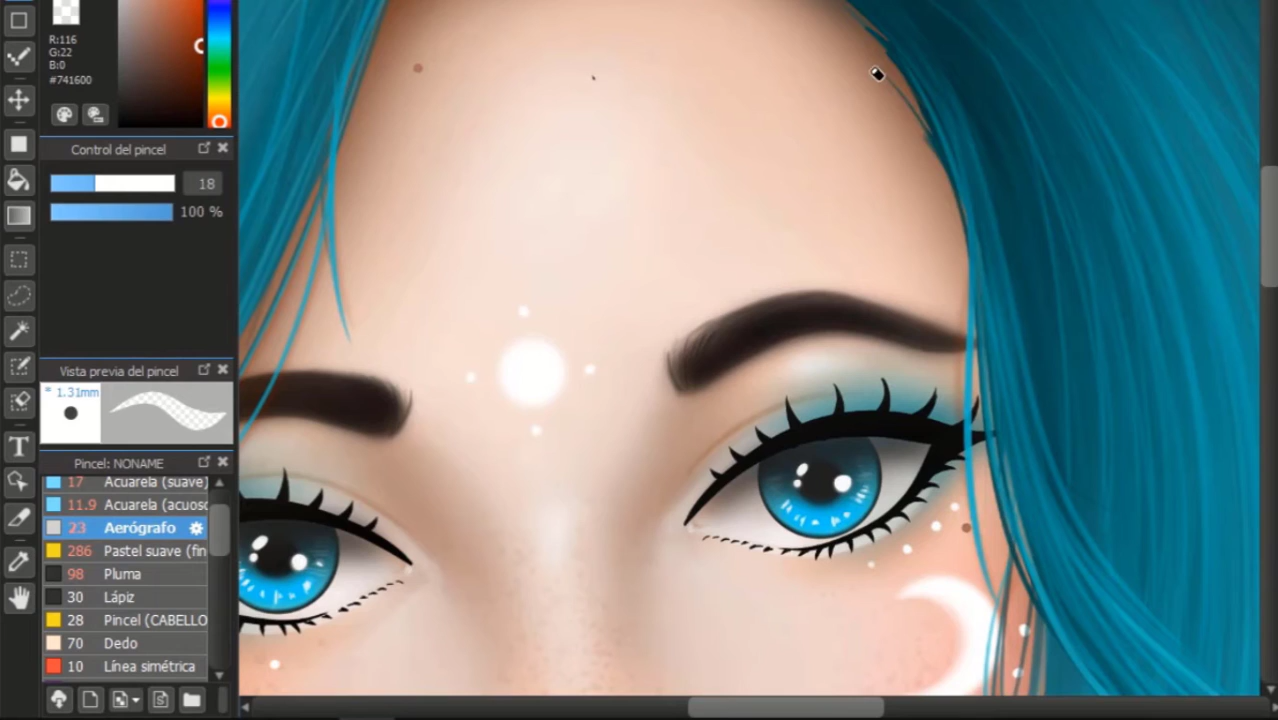 R:116
G:22
B:0
#741600
Control del pincel
18
100 %
Vista previa del pincel
1.31mm
Pincel: NONAME
17 Acuarela (suave)
11.9 Acuarela (acuoso
23 Aerógrafo
286 Pastel suave (fin
98 Pluma
30 Lápiz
28 Pincel (CABELLO
70 Dedo
10 Línea simétrica
T
S